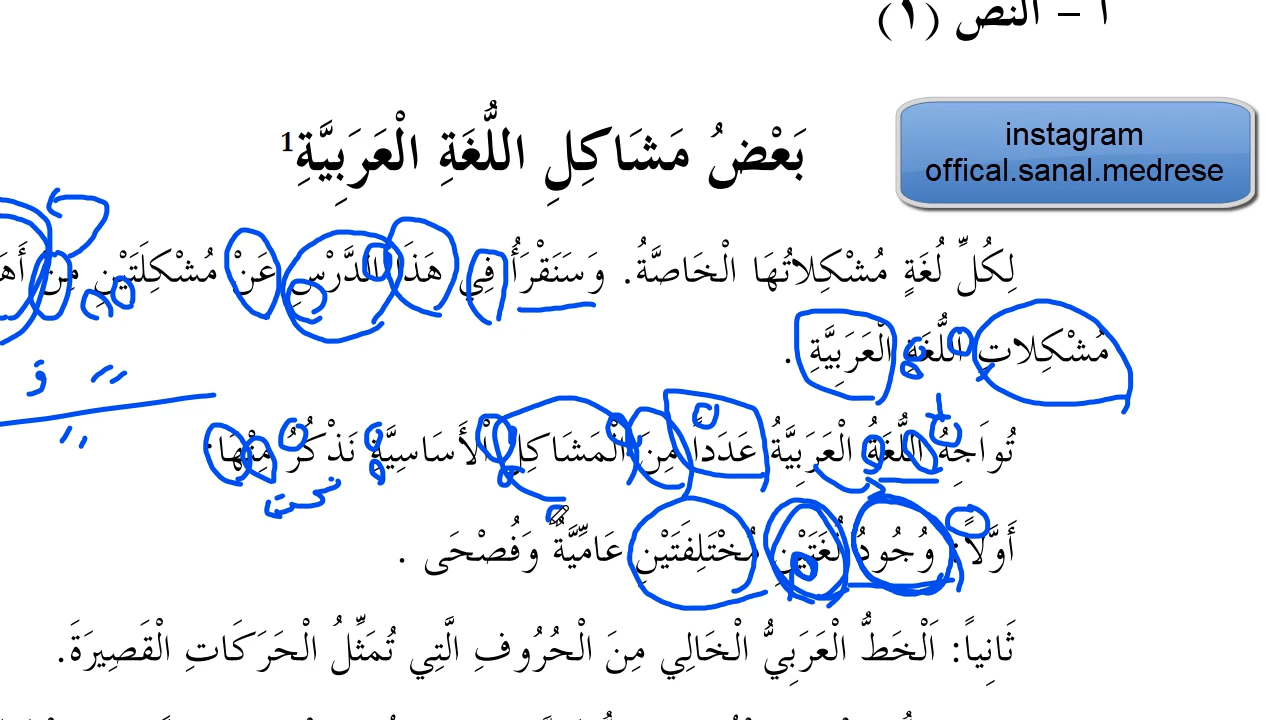 أ – النص (١)
instagram
offical.sanal.medrese
بَعْضُ مَشَاكِلِ اللُّغَةِ الْعَرَبِيَّةِ1
لِكُلِّ لُغَةٍ مُشْكِلاتُهَا الْخَاصَّةُ. وَسَنَقْرَأُ فِي هَذَا الدَّرْسِ عَنْ مُشْكِلَتَيْنِ مِنْ
مُشْكِلاتِ اللُّغَةِ الْعَرَبِيَّةِ .
تُوَاجِهُ اللُّغَةُ الْعَرَبِيَّةُ عَدَداً مِنَ الْمَشَاكِلِ الْأَسَاسِيَّةِ نَذْكُرُ مِنْهَا:
أَوَّلاً: وُجُودُ لُغَتَيْنِ مُخْتَلِفَتَيْنِ عَامِّيَّةٌ وَفُصْحَى .
ثَانِياً: اَلْخَطُّ الْعَرَبِيُّ الْخَالِي مِنَ الْحُرُوفِ الَّتِي تُمَثِّلُ الْحَرَكَاتِ الْقَصِيرَةَ.